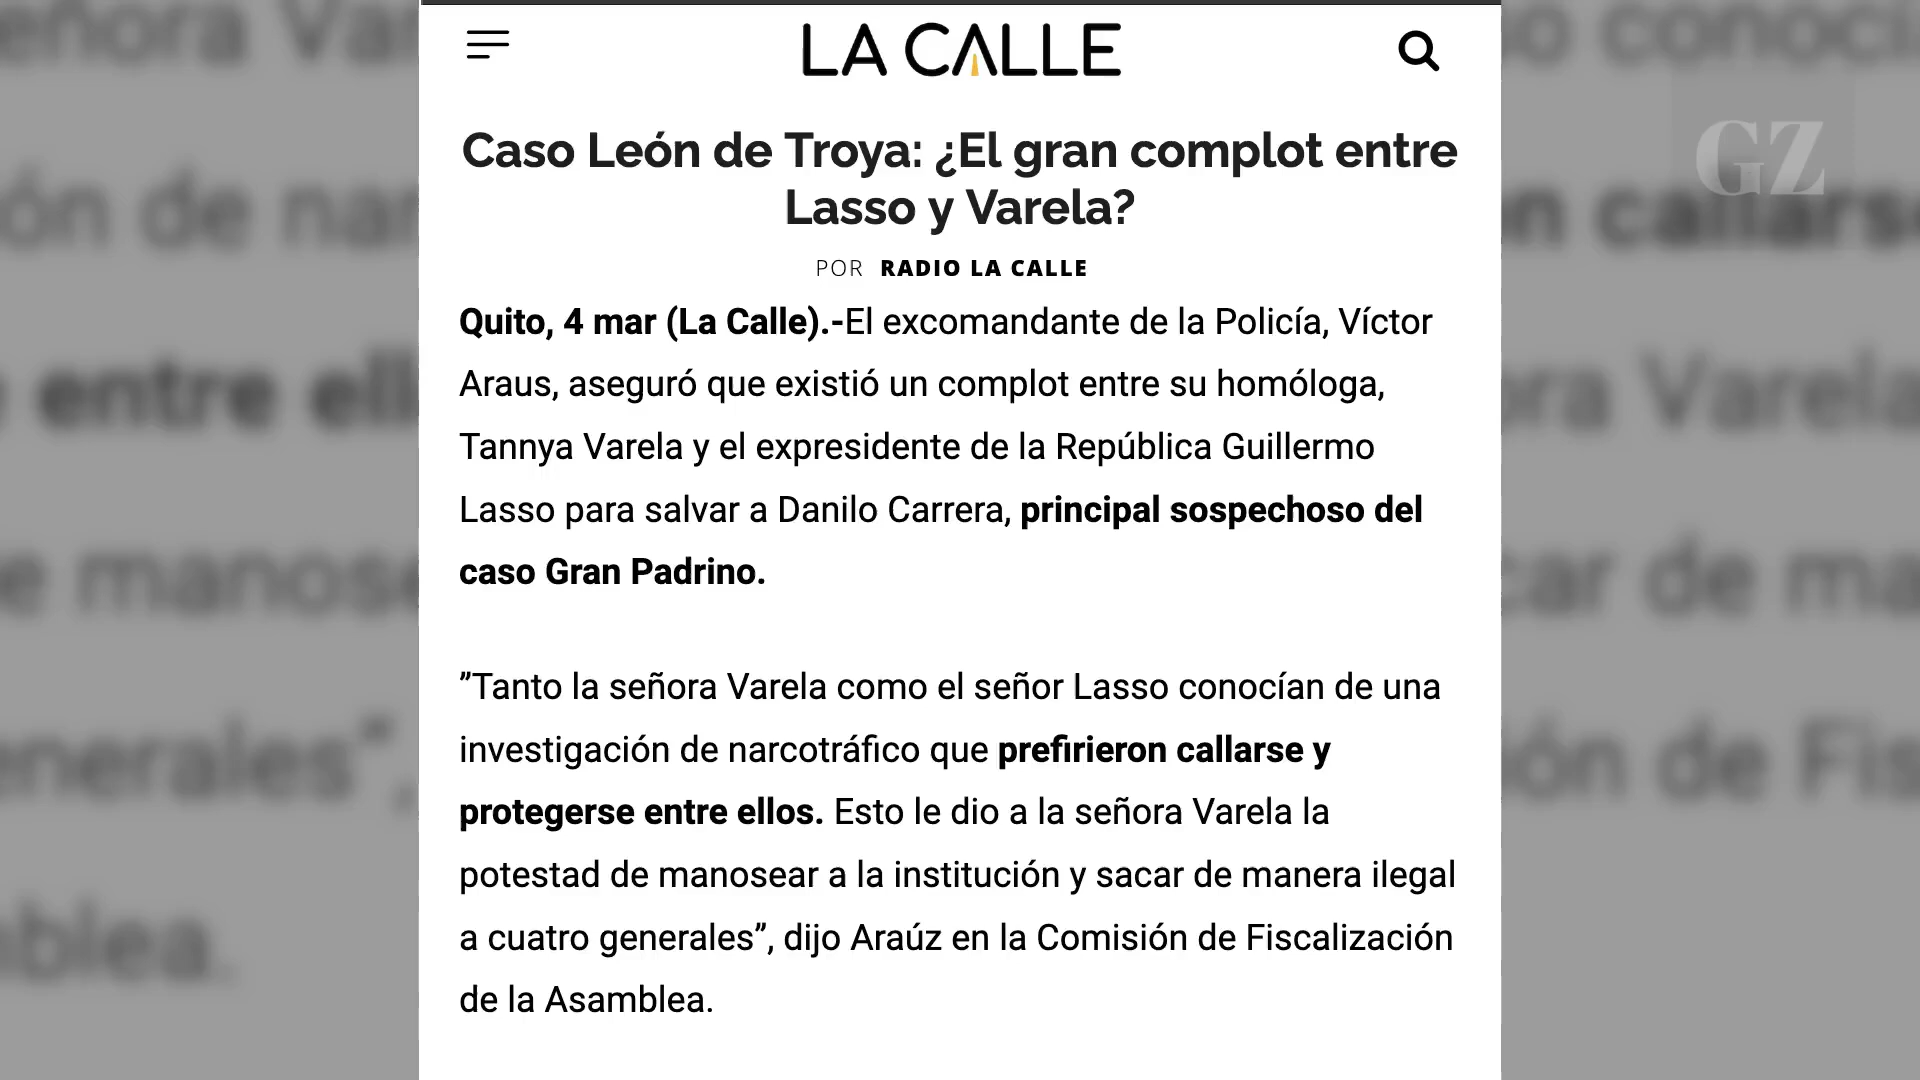 LA CALLE
GZ
Caso León de Troya: ¿El gran complot entre
Lasso y Varela?
POR RADIO LA CALLE
Quito, 4 mar (La Calle).-El excomandante de la Policía, Víctor
Araus, aseguró que existió un complot entre su homóloga,
Tannya Varela y el expresidente de la República Guillermo
Lasso para salvar a Danilo Carrera, principal sospechoso del
caso Gran Padrino.
”Tanto la señora Varela como el señor Lasso conocían de una
investigación de narcotráfico que prefirieron callarse y
protegerse entre ellos. Esto le dio a la señora Varela la
potestad de manosear a la institución y sacar de manera ilegal
a cuatro generales”, dijo Araúz en la Comisión de Fiscalización
de la Asamblea.